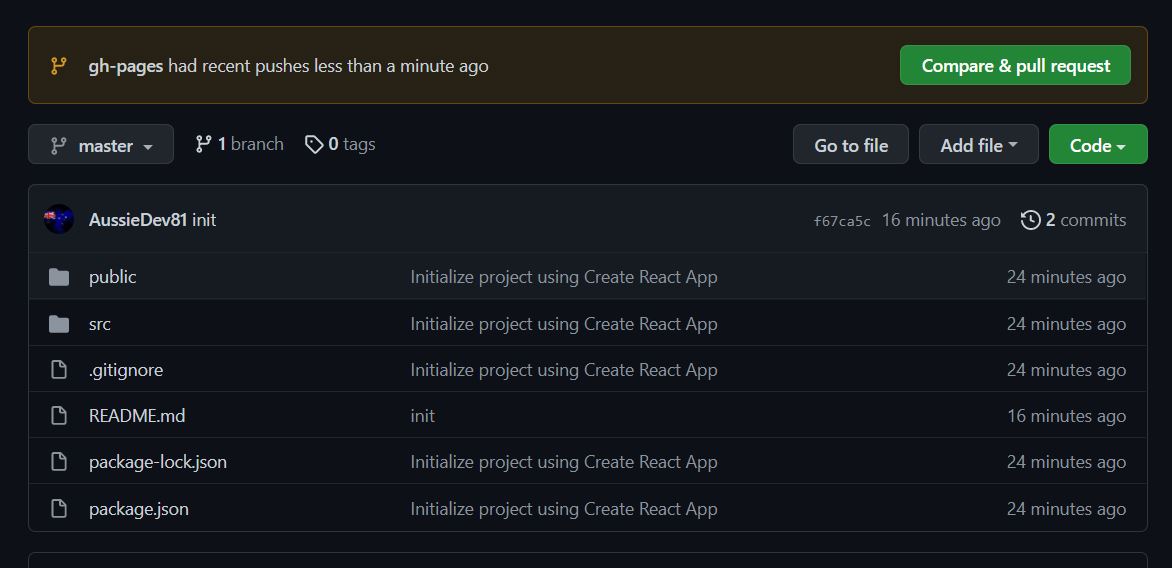 gh-pages had recent pushes less than a minute ago Compare & pull request
master 1 branch 0 tags Go to file Add file Code
AussieDev81 init f67ca5c 16 minutes ago 2 commits
public Initialize project using Create React App 24 minutes ago
src Initialize project using Create React App 24 minutes ago
.gitignore Initialize project using Create React App 24 minutes ago
README.md init 16 minutes ago
package-lock.json Initialize project using Create React App 24 minutes ago
package.json Initialize project using Create React App 24 minutes ago